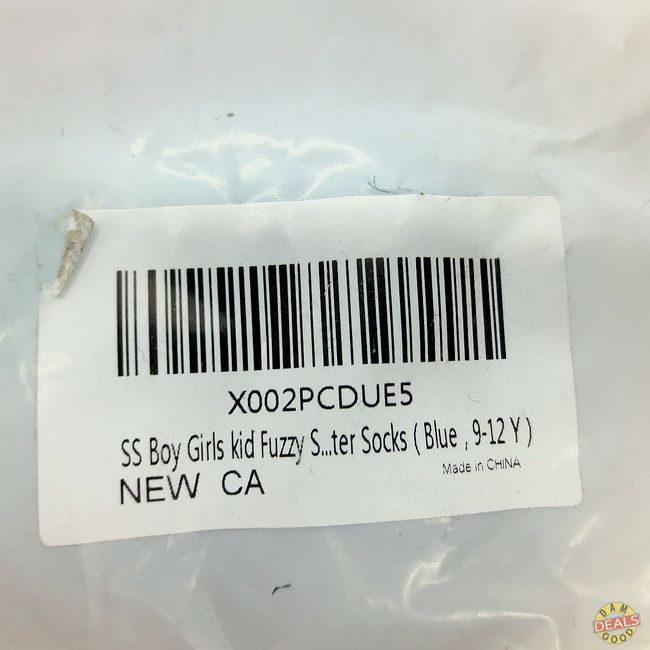 X002PCDUE5
SS Boy Girls kid Fuzzy S...ter Socks ( Blue , 9-12 Y )
Made in CHINA
NEW CA
DAM
DEALS
GOOD